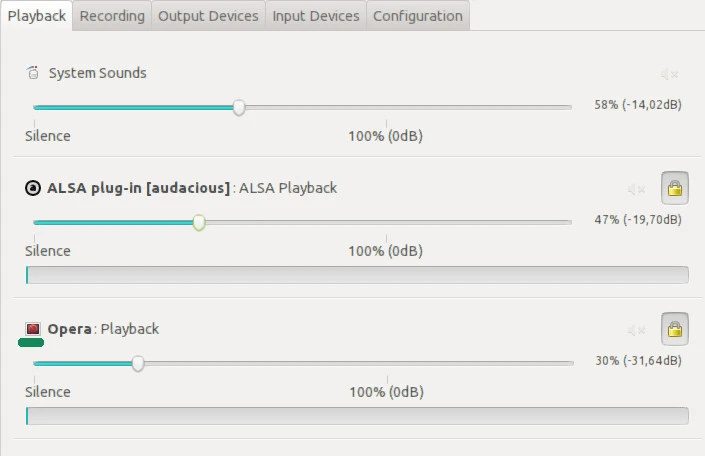 Playback Recording Output Devices Input Devices Configuration
System Sounds
58% (-14,02dB)
Silence 100% (0dB)
ALSA plug-in [audacious]: ALSA Playback
47% (-19,70dB)
Silence 100% (0dB)
Opera: Playback
30% (-31,64dB)
Silence 100% (0dB)